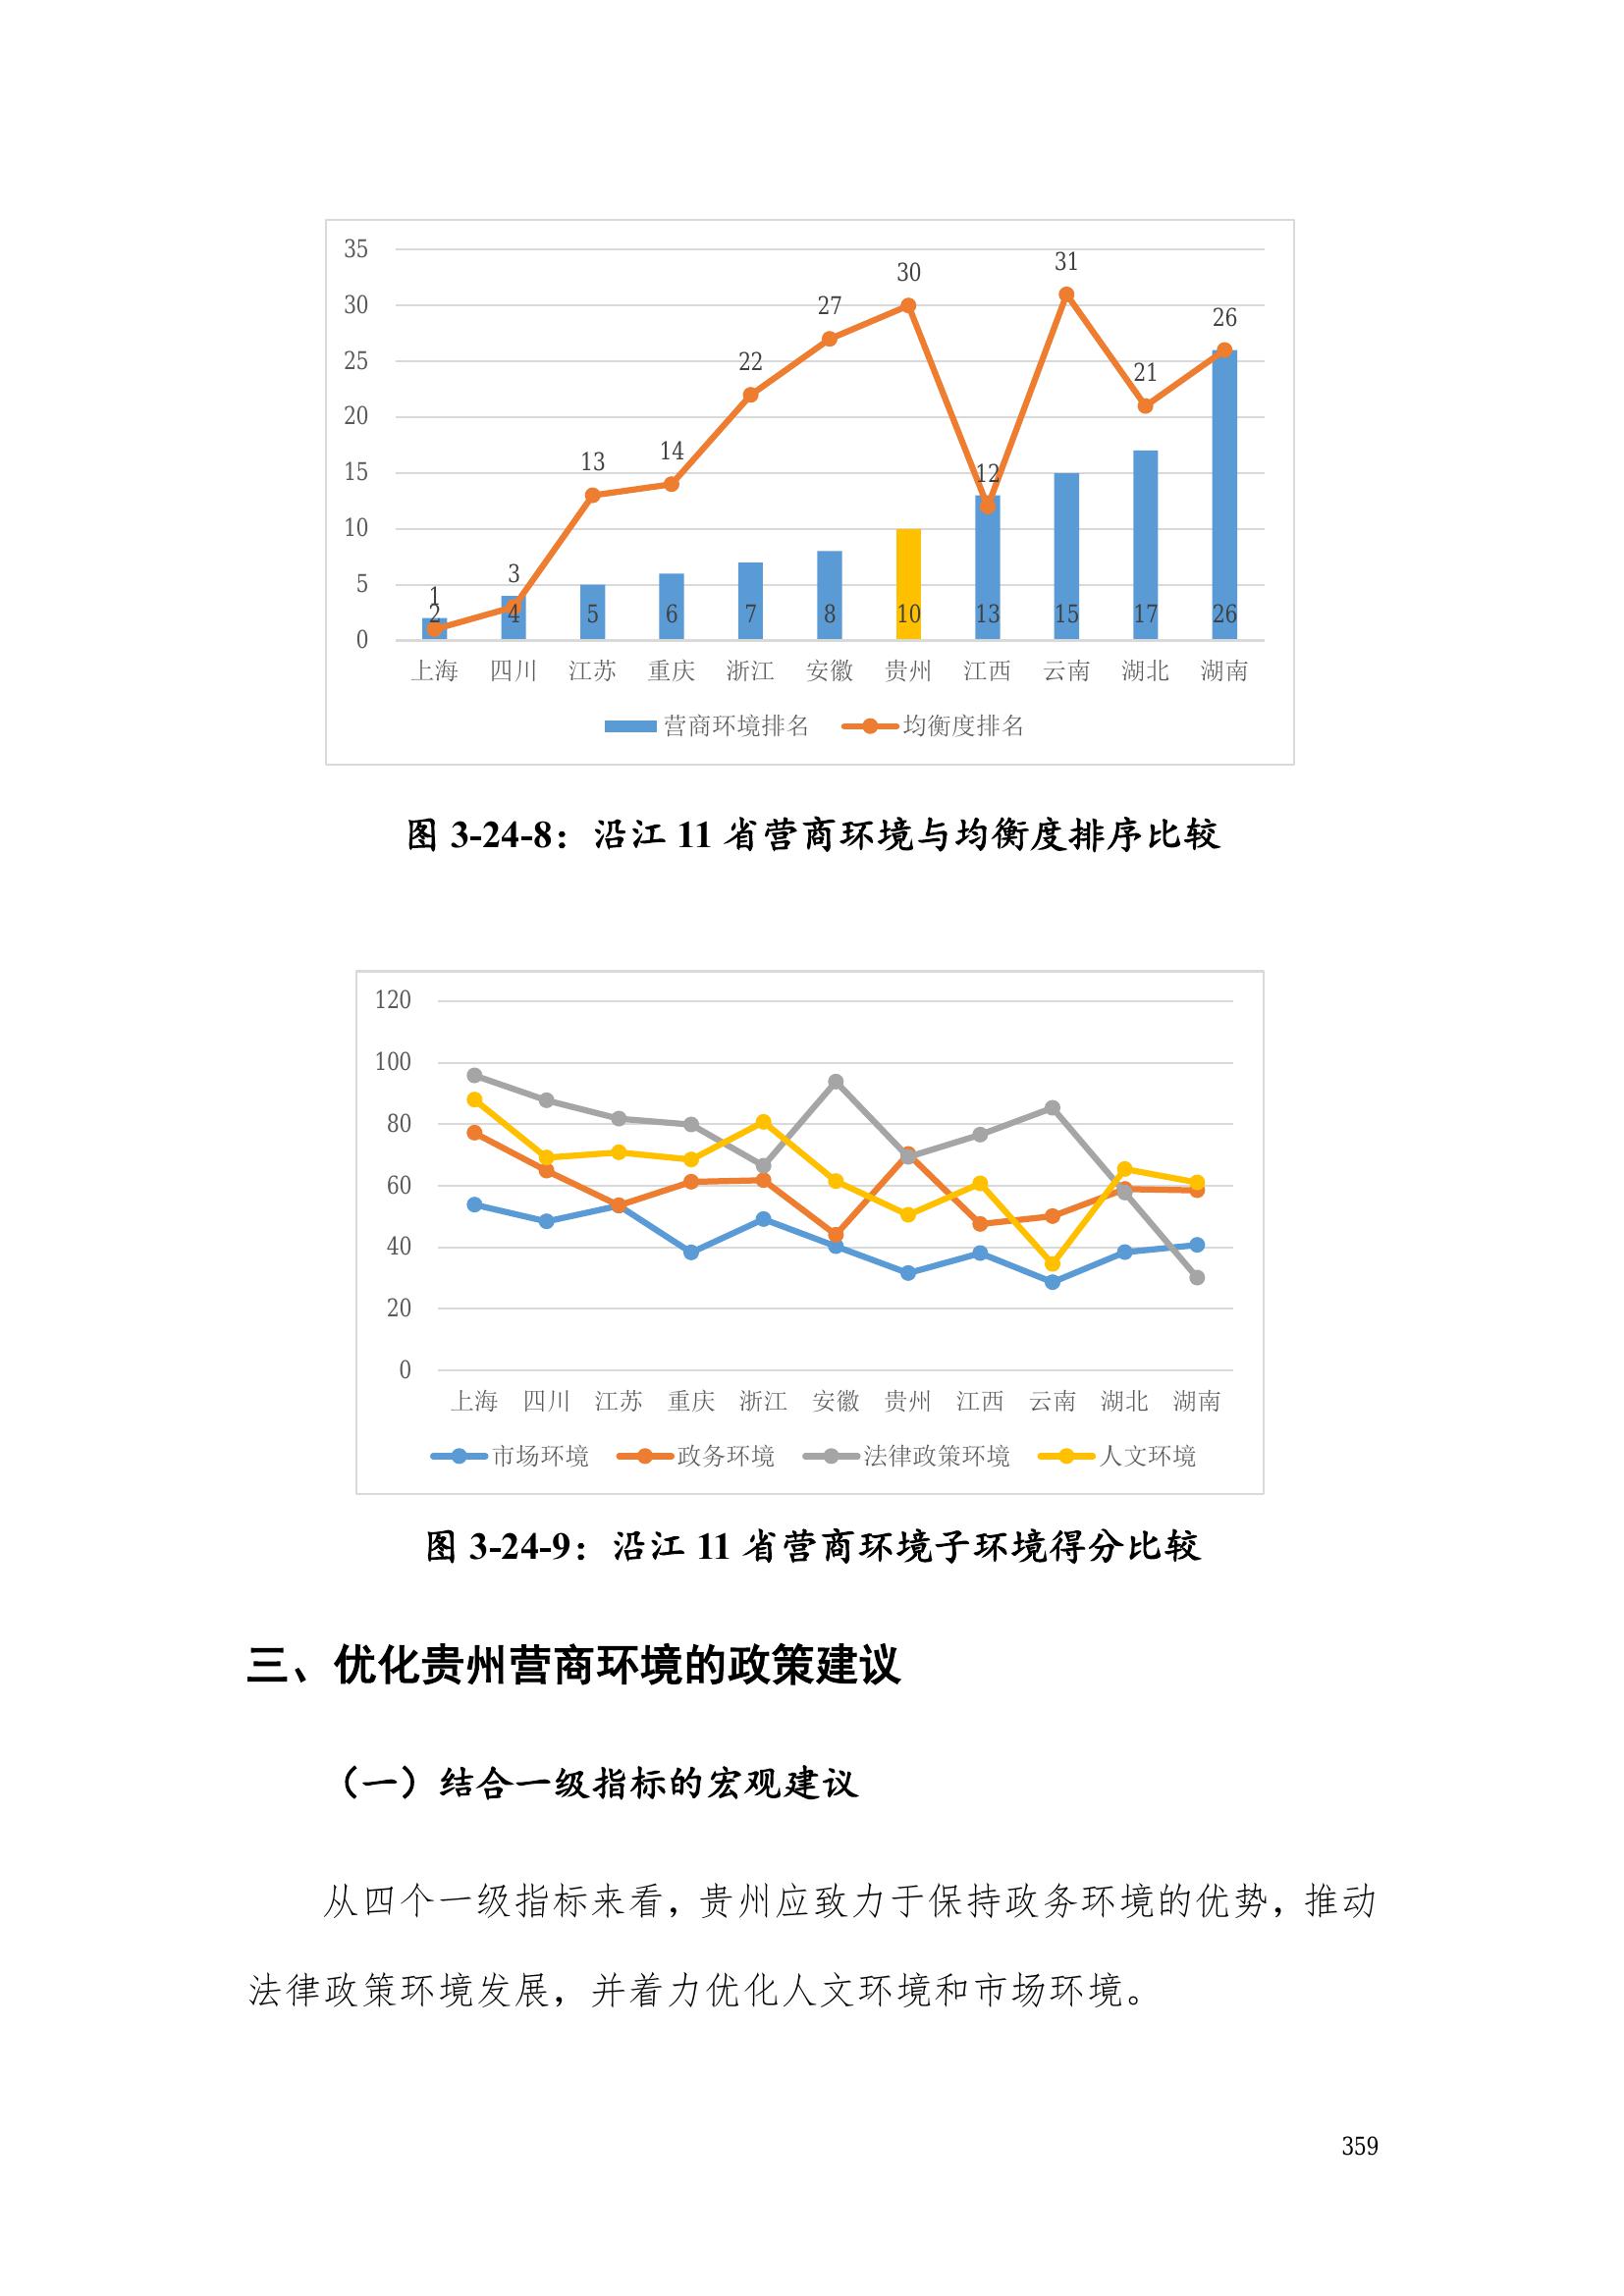 35
30
25
20
15
10
5
0
1 3 13 14 22 27 30 12 31 21 26
2 4 5 6 7 8 10 13 15 17 26
上海 四川 江苏 重庆 浙江 安徽 贵州 江西 云南 湖北 湖南
营商环境排名 均衡度排名
图 3-24-8：沿江 11 省营商环境与均衡度排序比较
120
100
80
60
40
20
0
上海 四川 江苏 重庆 浙江 安徽 贵州 江西 云南 湖北 湖南
市场环境 政务环境 法律政策环境 人文环境
图 3-24-9：沿江 11 省营商环境子环境得分比较
三、优化贵州营商环境的政策建议
（一）结合一级指标的宏观建议
从四个一级指标来看，贵州应致力于保持政务环境的优势，推动
法律政策环境发展，并着力优化人文环境和市场环境。
359